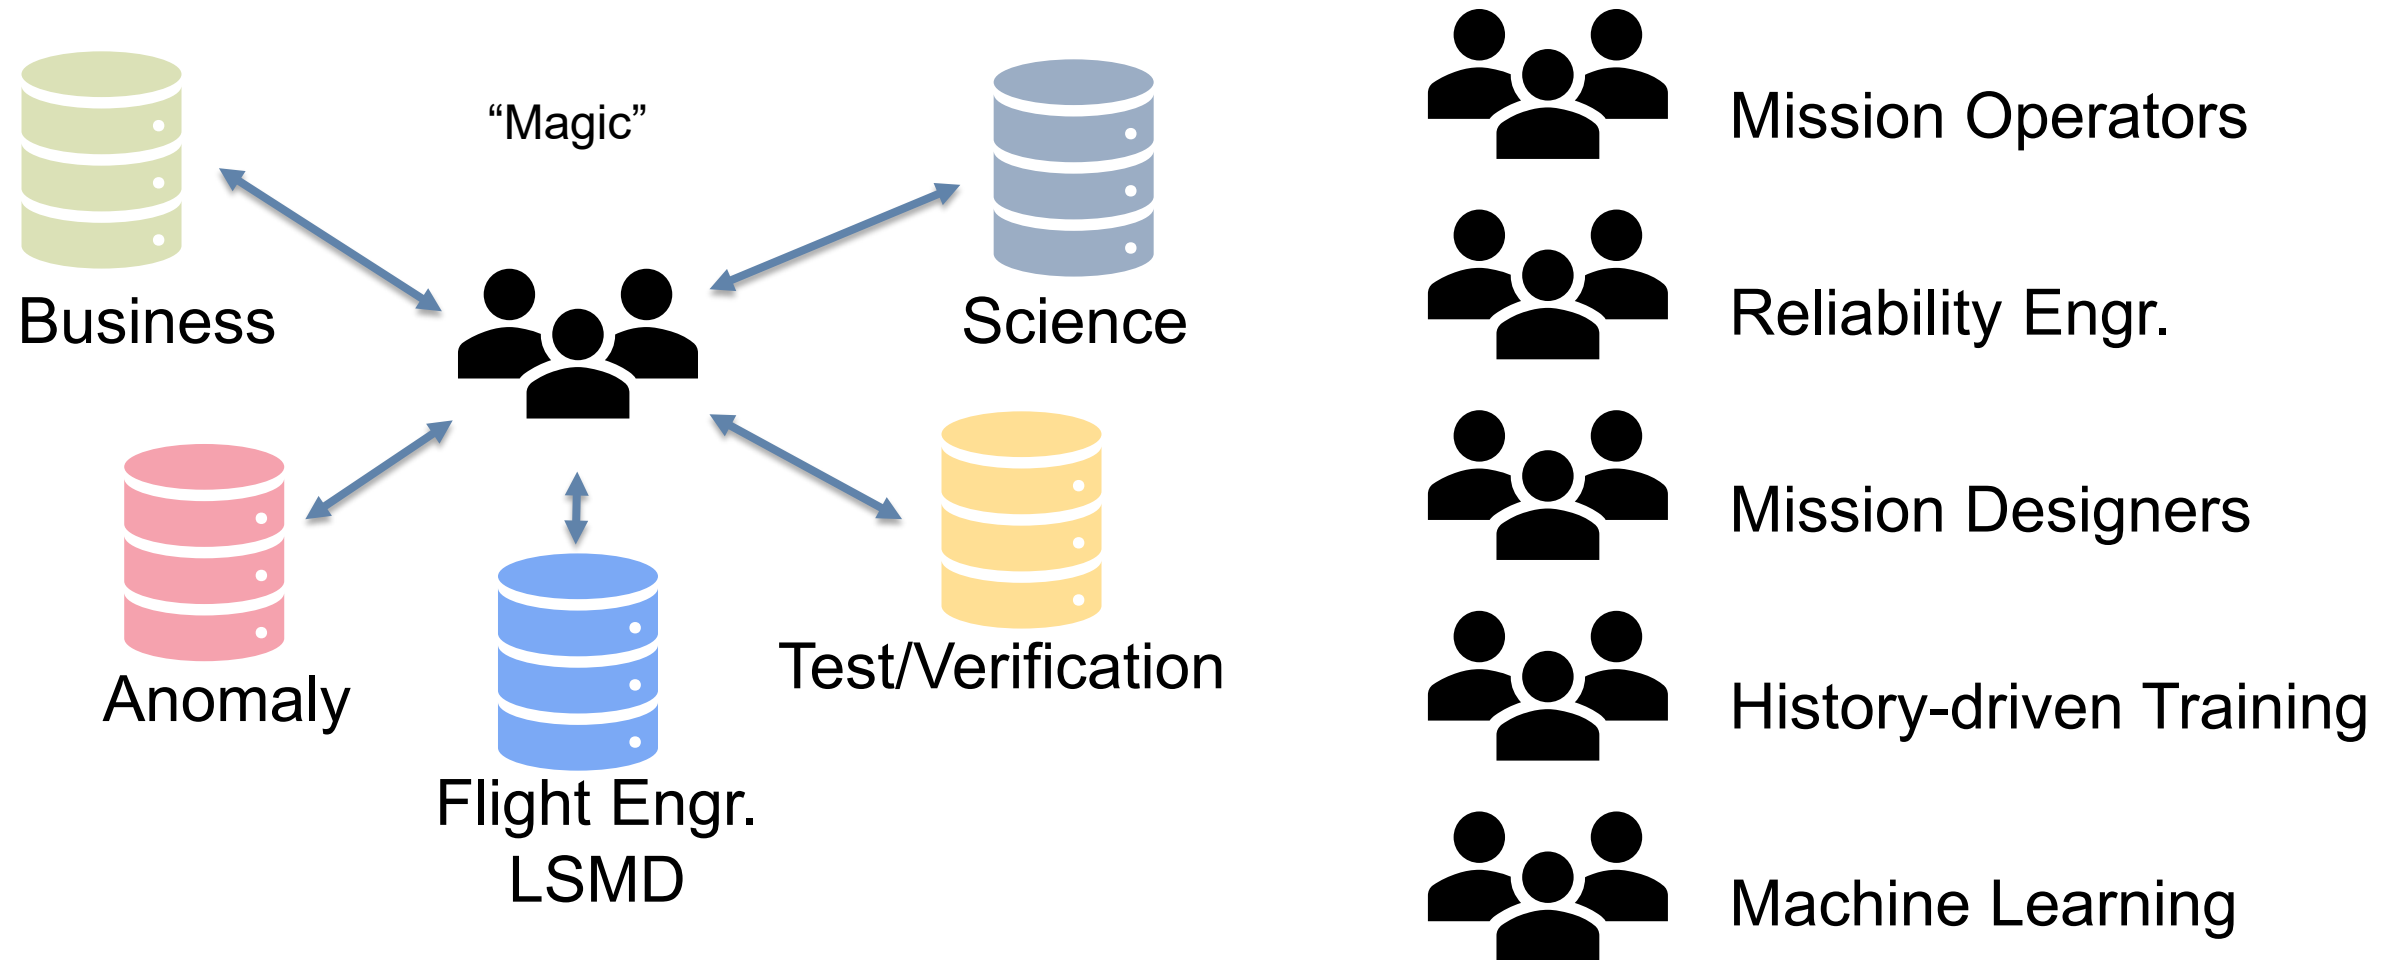 “Magic”
Business
Science
Anomaly
Test/Verification
Flight Engr.
LSMD
Mission Operators
Reliability Engr.
Mission Designers
History-driven Training
Machine Learning